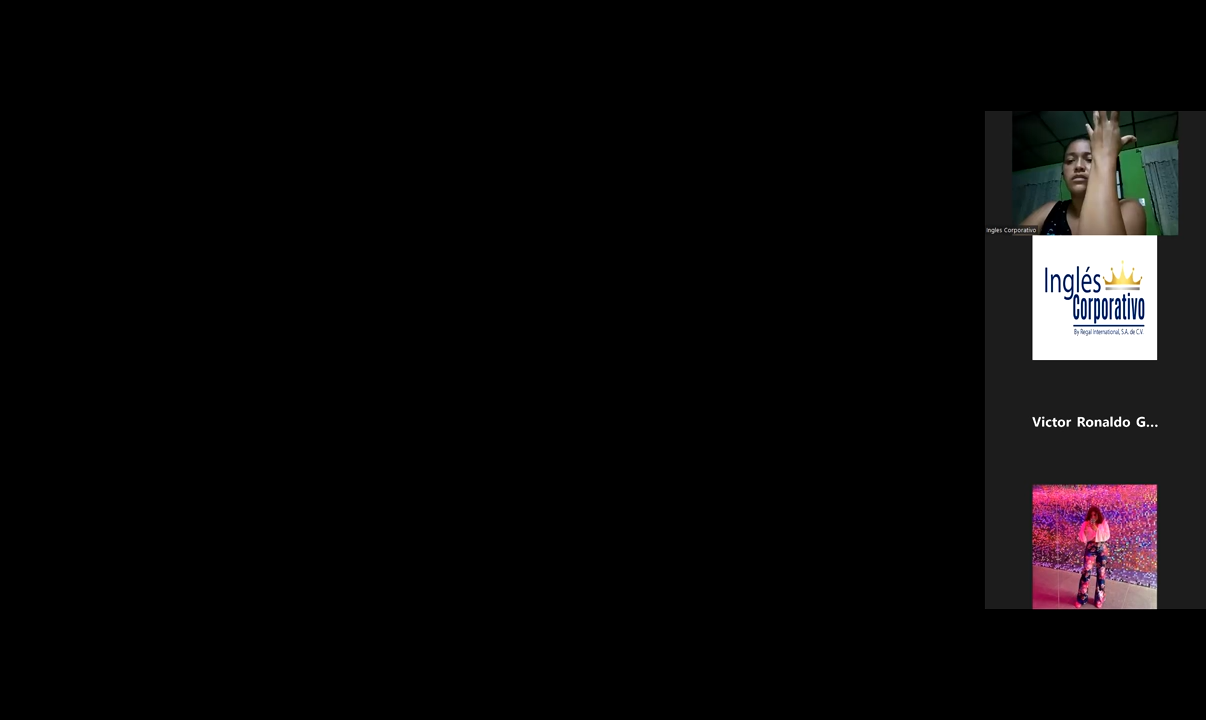 Ingles Corporativo
Inglés
Corporativo
By Regal International, S.A. de C.V.
Victor Ronaldo G...